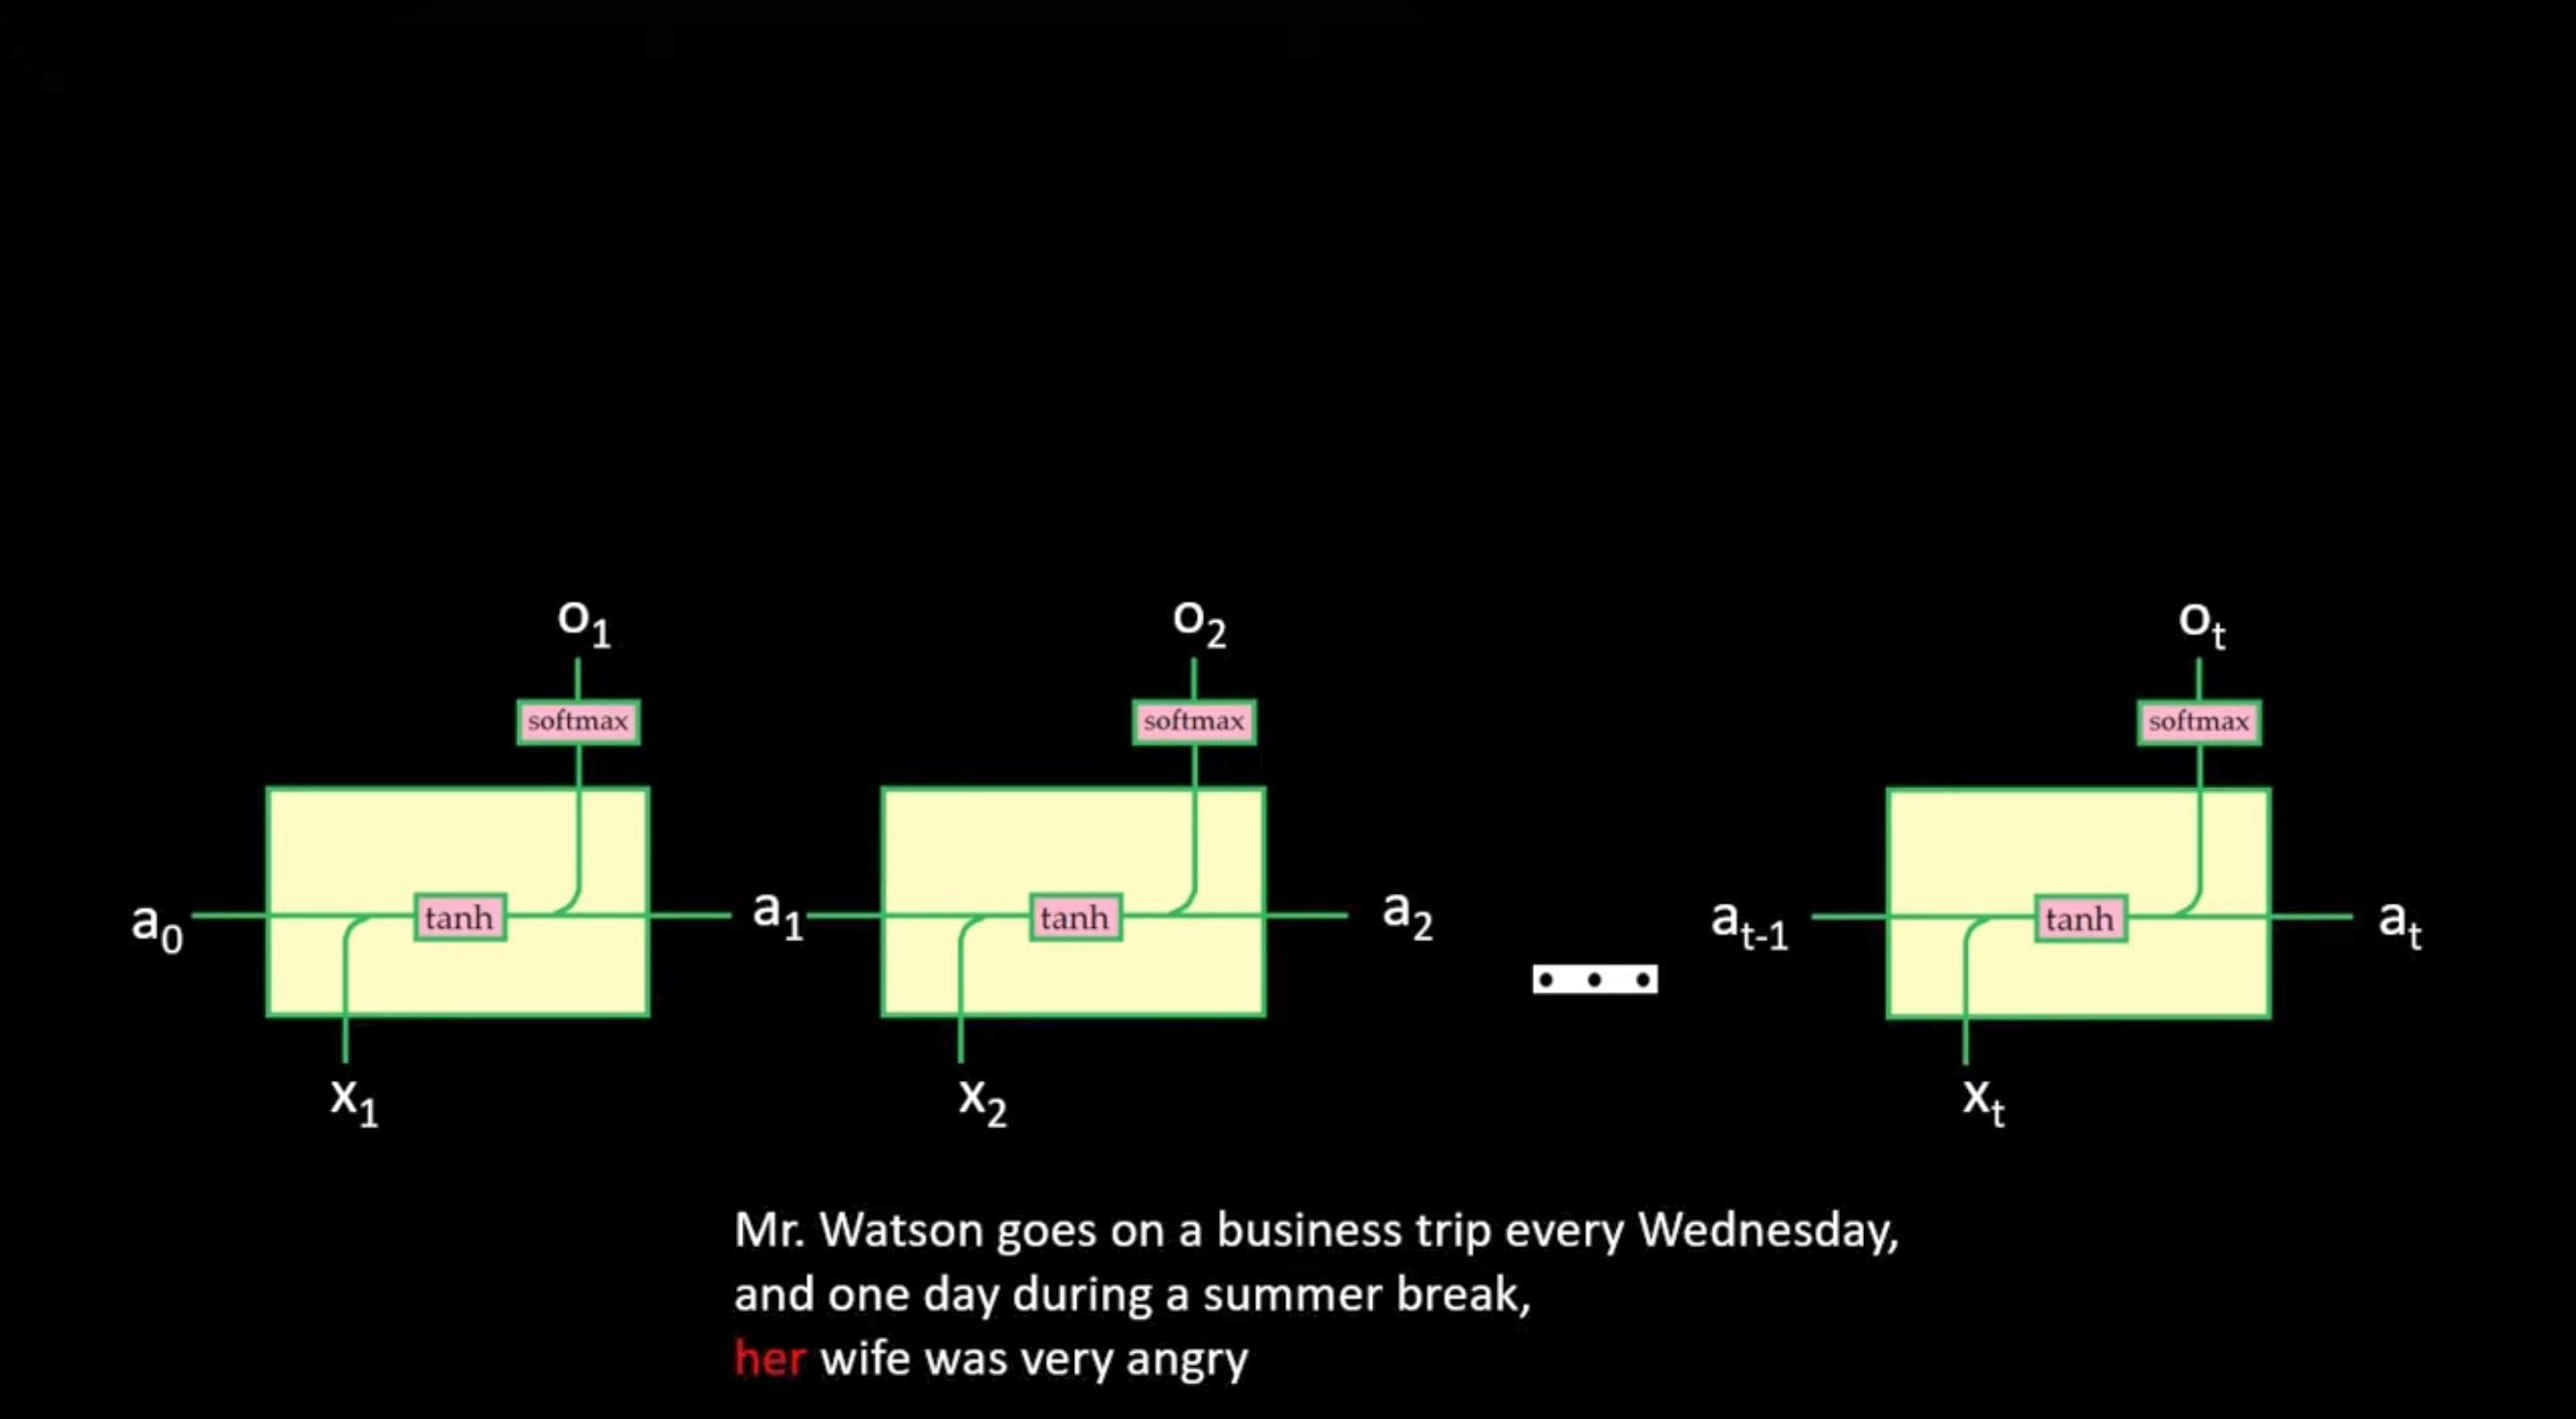 o₁ o₂ oₜ
softmax softmax softmax
a₀ tanh a₁ tanh a₂ ... aₜ₋₁ tanh aₜ
x₁ x₂ xₜ
Mr. Watson goes on a business trip every Wednesday,
and one day during a summer break,
her wife was very angry